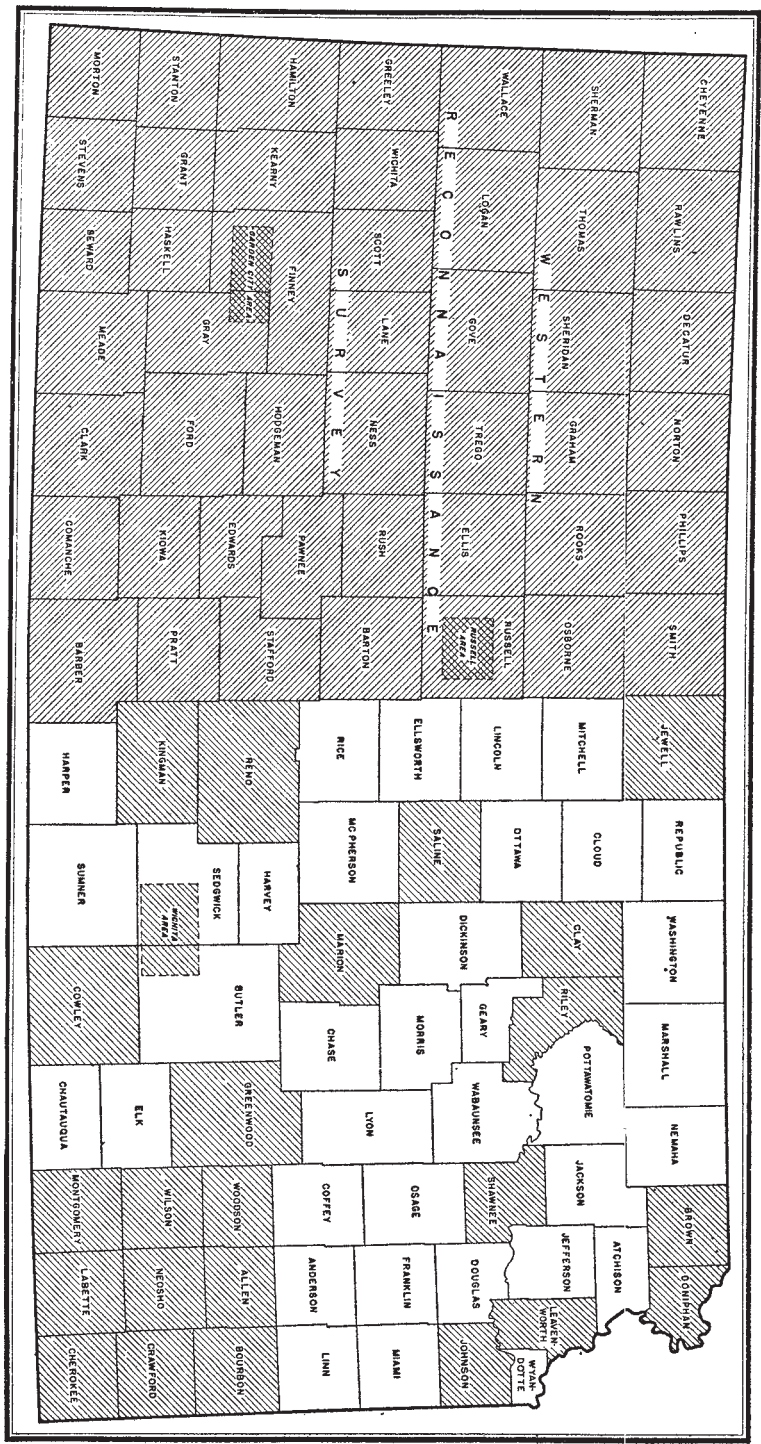 CHEYENNE
RAWLINS
DECATUR
NORTON
PHILLIPS
SMITH
JEWELL
REPUBLIC
WASHINGTON
MARSHALL
NEMAHA
BROWN
DONIPHAN
SHERMAN
THOMAS
SHERIDAN
GRAHAM
ROOKS
OSBORNE
MITCHELL
CLOUD
CLAY
RILEY
POTTAWATOMIE
JACKSON
ATCHISON
JEFFERSON
LEAVEN-
WORTH
WYAN-
DOTTE
WESTERN
WALLACE
LOGAN
GOVE
TREGO
ELLIS
RUSSELL
RUSSELL
AREA
LINCOLN
OTTAWA
ELLSWORTH
SALINE
DICKINSON
GEARY
MORRIS
WABAUNSEE
SHAWNEE
DOUGLAS
JOHNSON
RECONNAISSANCE
GREELEY
WICHITA
SCOTT
LANE
NESS
RUSH
BARTON
RICE
MC PHERSON
MARION
CHASE
LYON
OSAGE
FRANKLIN
MIAMI
SURVEY
HAMILTON
KEARNY
FINNEY
GARDEN CITY AREA
HODGEMAN
PAWNEE
STAFFORD
RENO
HARVEY
BUTLER
GREENWOOD
COFFEY
ANDERSON
LINN
STANTON
GRANT
HASKELL
GRAY
FORD
EDWARDS
KIOWA
PRATT
KINGMAN
SEDGWICK
WICHITA
AREA
ELK
WOODSON
ALLEN
BOURBON
WILSON
NEOSHO
CRAWFORD
MORTON
STEVENS
SEWARD
MEADE
CLARK
COMANCHE
BARBER
HARPER
SUMNER
COWLEY
CHAUTAUQUA
MONTGOMERY
LABETTE
CHEROKEE